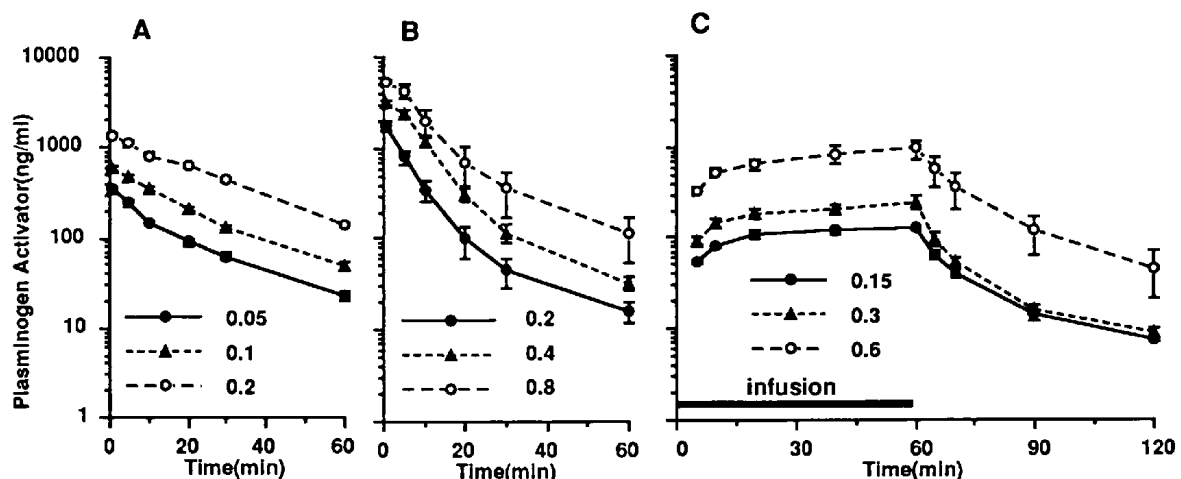 A
B
C
Plasminogen Activator(ng/ml)
10000
1000
100
10
1
0.05
0.1
0.2
0 20 40 60
Time(min)
0.2
0.4
0.8
0 20 40 60
Time(min)
0.15
0.3
0.6
infusion
0 30 60 90 120
Time(min)